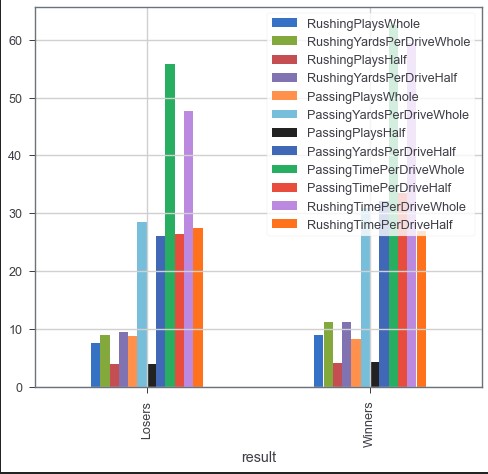 60
50
40
30
20
10
0
RushingPlaysWhole
RushingYardsPerDriveWhole
RushingPlaysHalf
RushingYardsPerDriveHalf
PassingPlaysWhole
PassingYardsPerDriveWhole
PassingPlaysHalf
PassingYardsPerDriveHalf
PassingTimePerDriveWhole
PassingTimePerDriveHalf
RushingTimePerDriveWhole
RushingTimePerDriveHalf
Losers
Winners
result